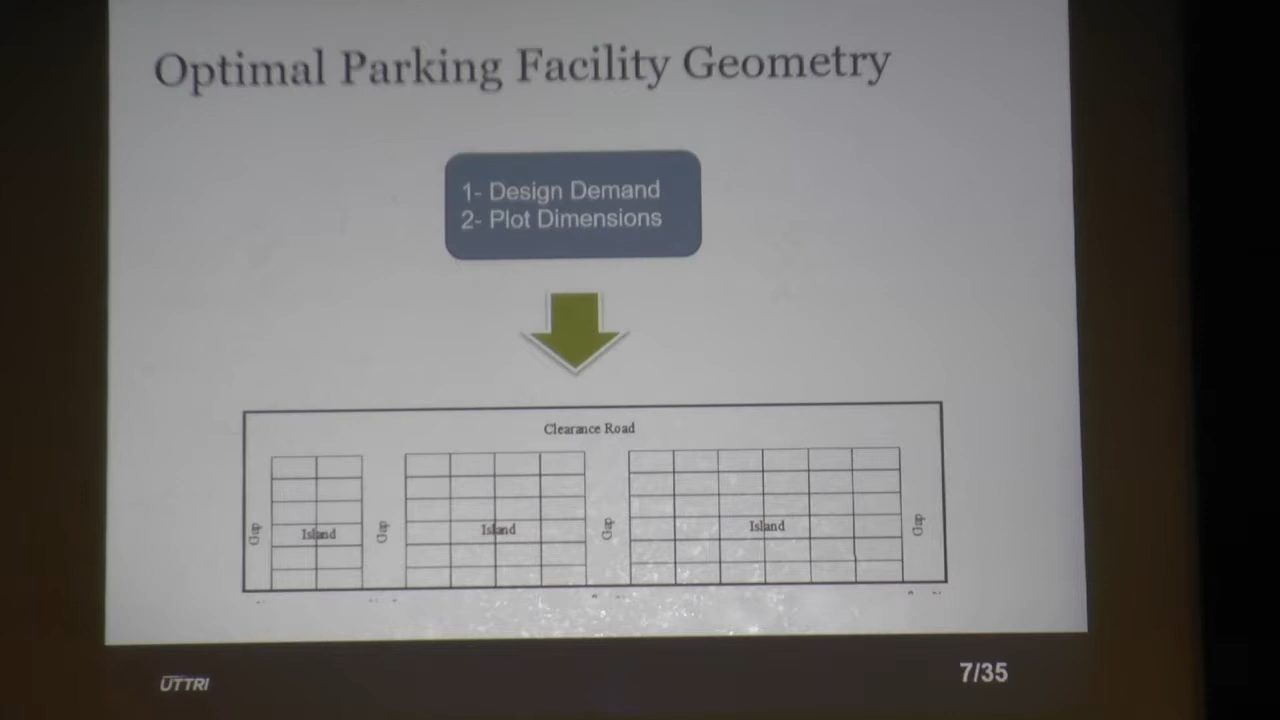 Optimal Parking Facility Geometry
1- Design Demand
2- Plot Dimensions
Clearance Road
Gap
Island
Gap
Island
Gap
Island
Gap
UTTRI
7/35